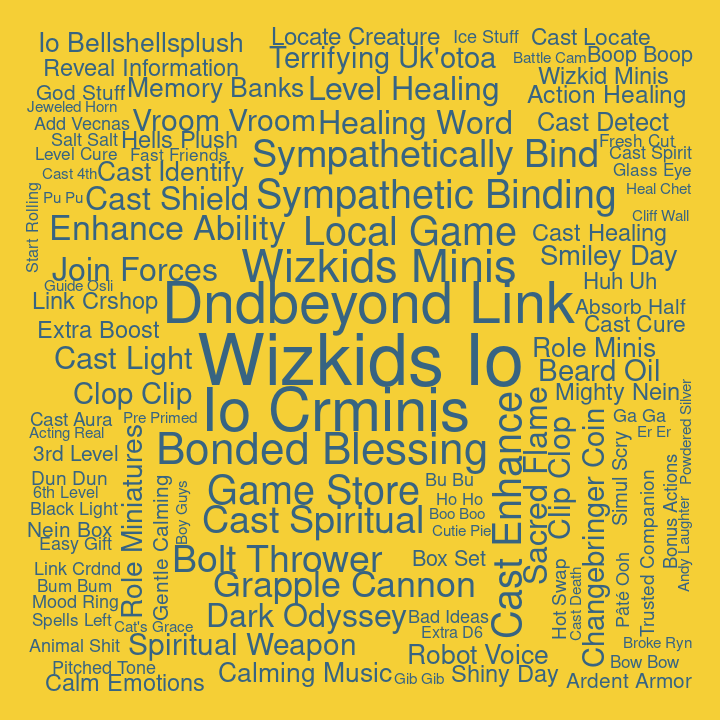 Io Bellshellsplush
Locate Creature
Ice Stuff
Cast Locate
Terrifying Uk'otoa
Battle Cam
Boop Boop
Reveal Information
Wizkid Minis
God Stuff
Memory Banks
Level Healing
Action Healing
Jeweled Horn
Add Vecnas
Vroom Vroom
Healing Word
Cast Detect
Salt Salt
Hells Plush
Fresh Cut
Level Cure
Fast Friends
Sympathetically Bind
Cast Spirit
Cast 4th
Cast Identify
Glass Eye
Pu Pu
Cast Shield
Sympathetic Binding
Heal Chet
Start Rolling
Enhance Ability
Local Game
Cliff Wall
Cast Healing
Join Forces
Wizkids Minis
Smiley Day
Guide Osli
Huh Uh
Link Crshop
Dndbeyond Link
Absorb Half
Extra Boost
Cast Cure
Cast Light
Wizkids Io
Role Minis
Beard Oil
Clop Clip
Io Crminis
Mighty Nein
Cast Aura
Pre Primed
Ga Ga
Acting Real
Er Er
Powdered Silver
3rd Level
Role Miniatures
Bonded Blessing
Cast Enhance
Sacred Flame
Clip Clop
Changebringer Coin
Simul Scry
Dun Dun
Game Store
Bu Bu
6th Level
Gentle Calming
Boy Guys
Ho Ho
Trusted Companion
Bonus Actions
Andy Laughter
Black Light
Cast Spiritual
Boo Boo
Nein Box
Cutie Pie
Easy Gift
Bolt Thrower
Box Set
Link Crdnd
Grapple Cannon
Hot Swap
Cast Death
Pâté Ooh
Bum Bum
Mood Ring
Spells Left
Dark Odyssey
Bad Ideas
Cat's Grace
Extra D6
Animal Shit
Spiritual Weapon
Broke Ryn
Pitched Tone
Robot Voice
Bow Bow
Calm Emotions
Calming Music
Gib Gib
Shiny Day
Ardent Armor